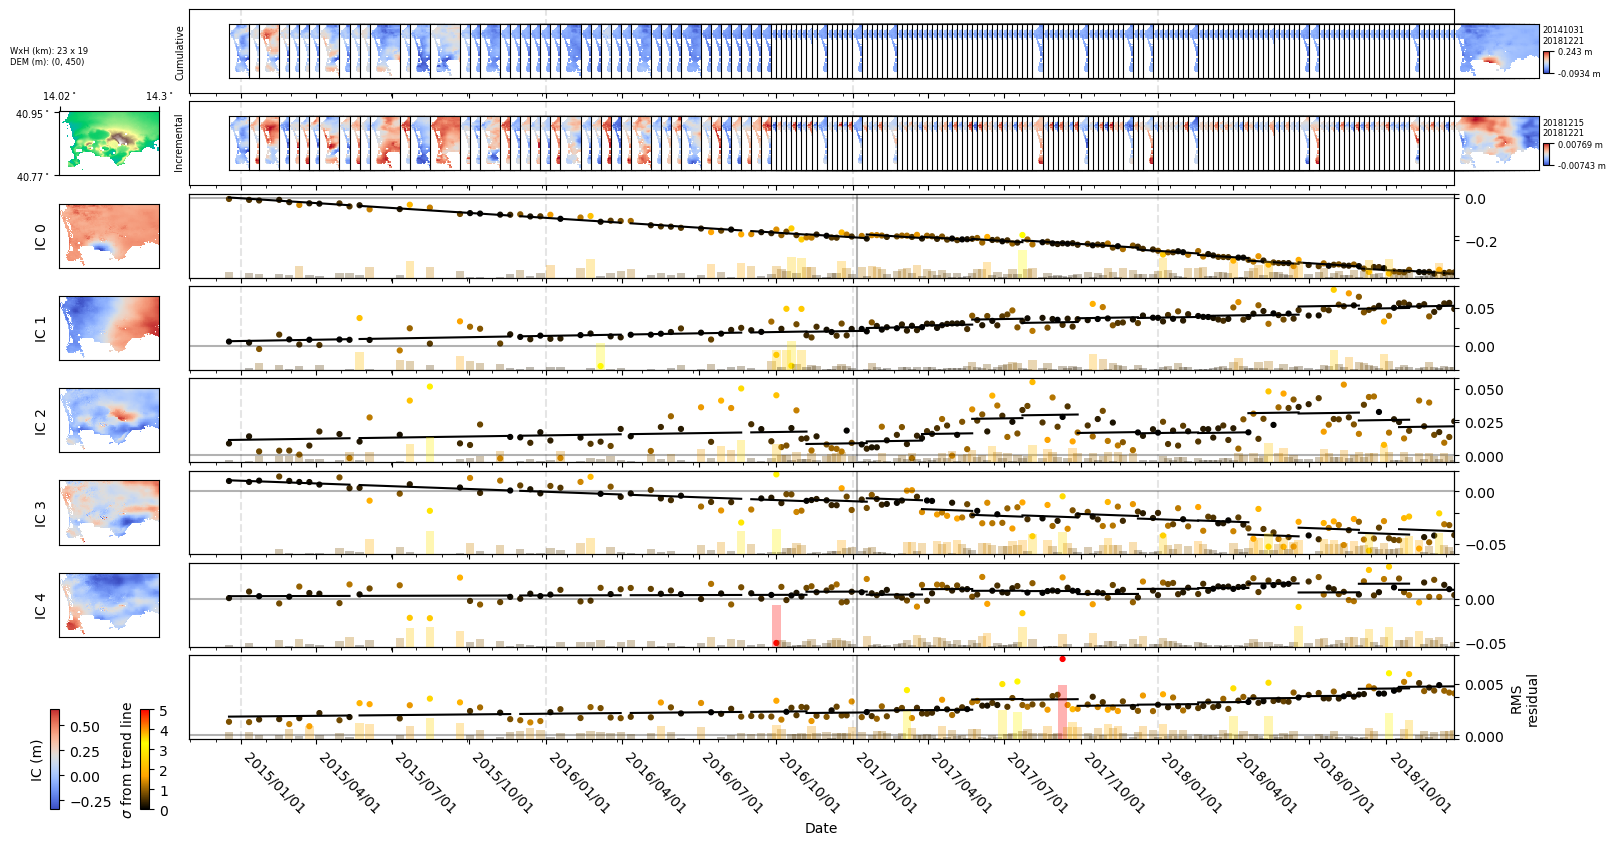 WxH (km): 23 x 19
DEM (m): (0, 450)
Cumulative
20141031
20181221
0.243 m
-0.0934 m
14.02°
14.3°
40.95°
40.77°
Incremental
20181215
20181221
0.00769 m
-0.00743 m
IC 0
0.0
−0.2
IC 1
0.05
0.00
IC 2
0.050
0.025
0.000
IC 3
0.00
−0.05
IC 4
0.00
−0.05
0.005
0.000
RMS
residual
IC (m)
0.50
0.25
0.00
−0.25
σ from trend line
5
4
3
2
1
0
2015/01/01
2015/04/01
2015/07/01
2015/10/01
2016/01/01
2016/04/01
2016/07/01
2016/10/01
2017/01/01
2017/04/01
2017/07/01
2017/10/01
2018/01/01
2018/04/01
2018/07/01
2018/10/01
Date